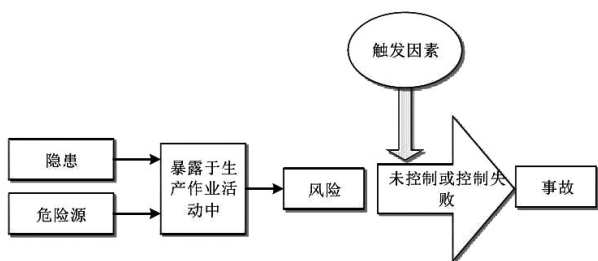 触发因素
隐患
危险源
暴露于生
产作业活
动中
风险
未控制或控制失
败
事故